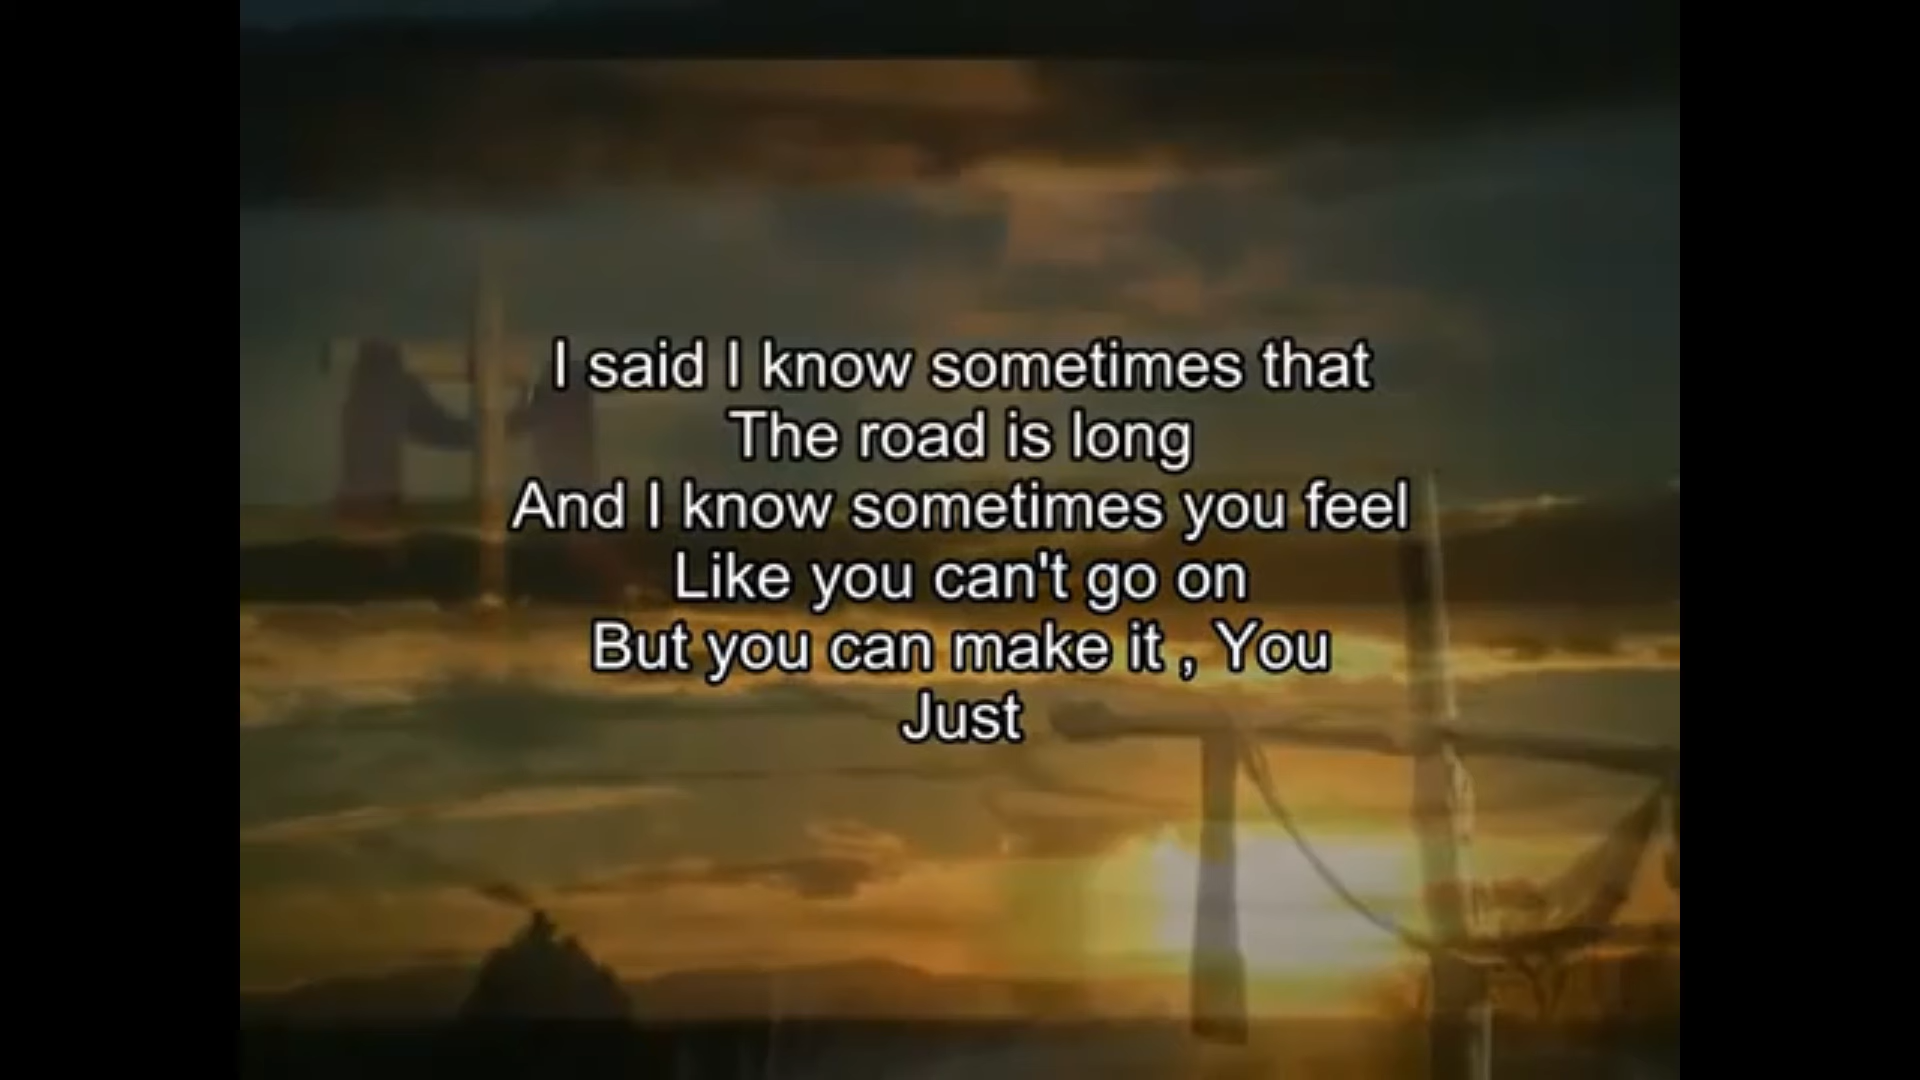 I said I know sometimes that
The road is long
And I know sometimes you feel
Like you can't go on
But you can make it , You
Just